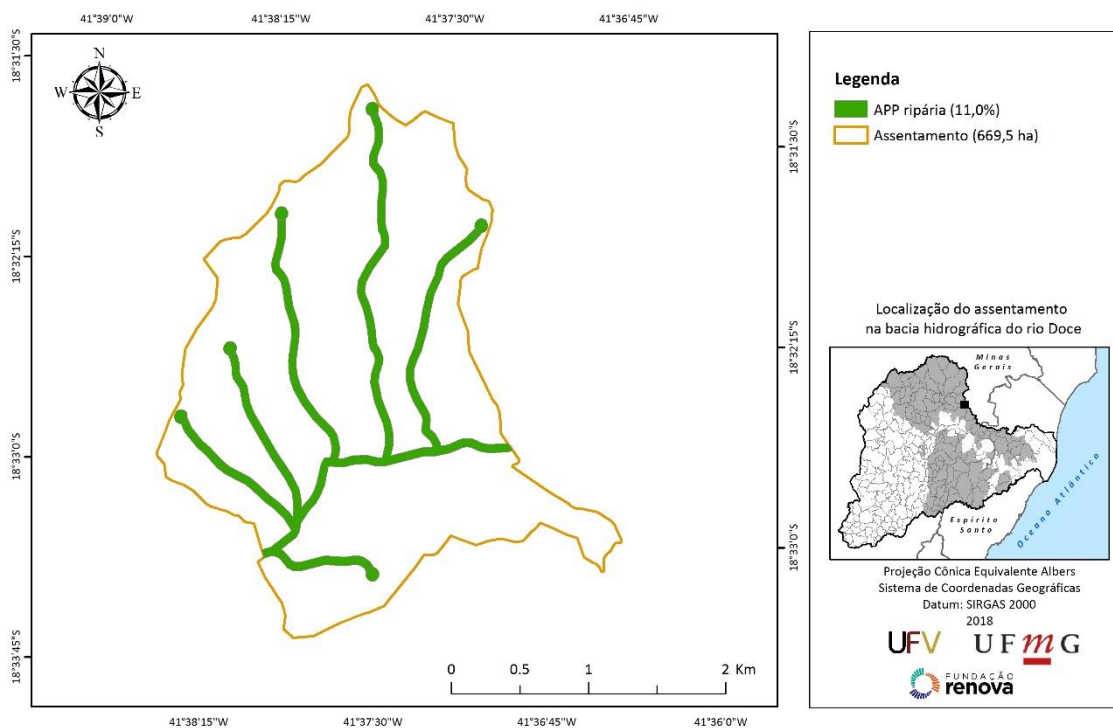 41°39'0"W
41°38'15"W
41°37'30"W
41°36'45"W
18°31'30"S
18°32'15"S
18°33'0"S
18°33'45"S
N
W
E
S
18°31'30"S
18°32'15"S
18°33'0"S
0
0.5
1
2 Km
41°38'15"W
41°37'30"W
41°36'45"W
41°36'0"W
Legenda
APP ripária (11,0%)
Assentamento (669,5 ha)
Localização do assentamento
na bacia hidrográfica do rio Doce
Minas
Gerais
Espírito
Santo
Oceano Atlântico
Projeção Cônica Equivalente Albers
Sistema de Coordenadas Geográficas
Datum: SIRGAS 2000
2018
UFV
UFmG
FUNDAÇÃO
renova